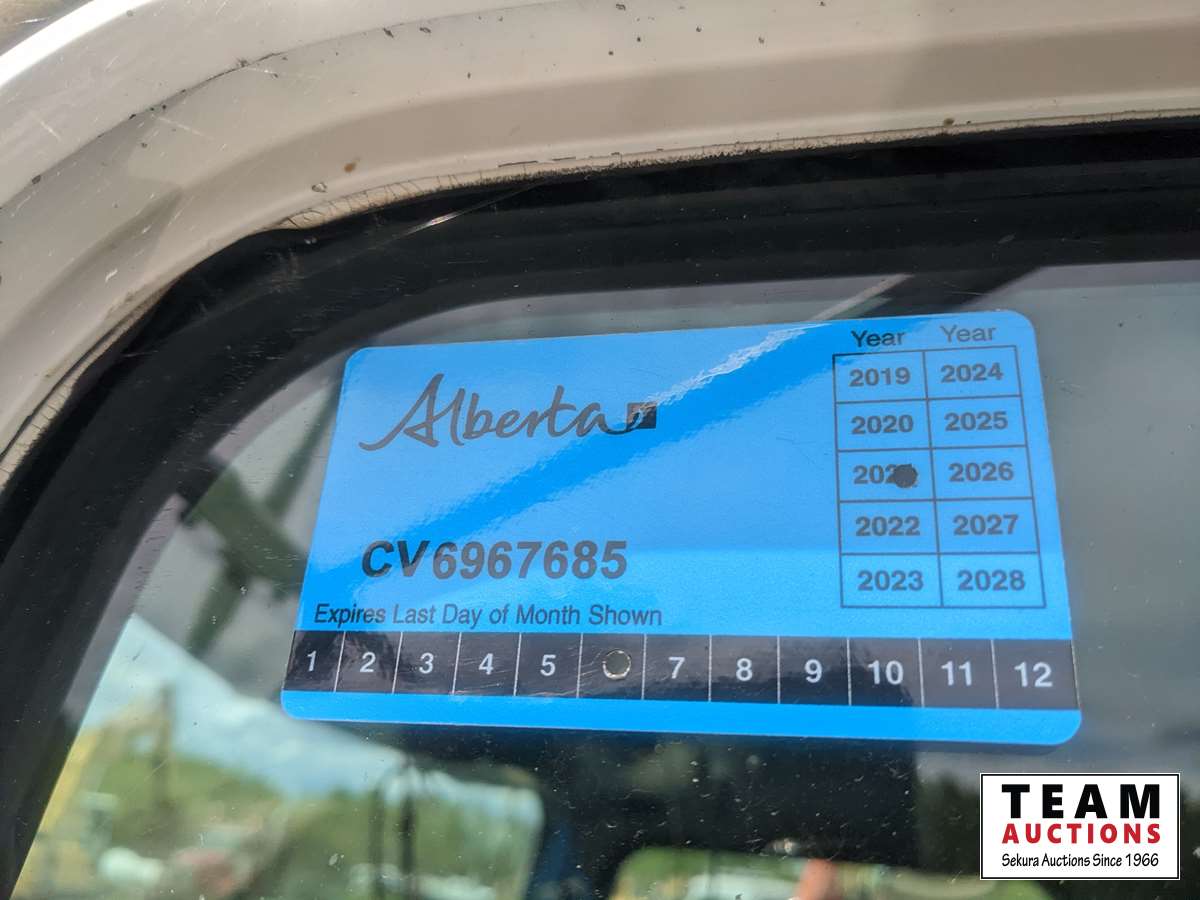 Alberta
Year Year
2019 2024
2020 2025
2026
2022 2027
2023 2028
CV6967685
Expires Last Day of Month Shown
1 2 3 4 5 7 8 9 10 11 12
TEAM
AUCTIONS
Sekura Auctions Since 1966